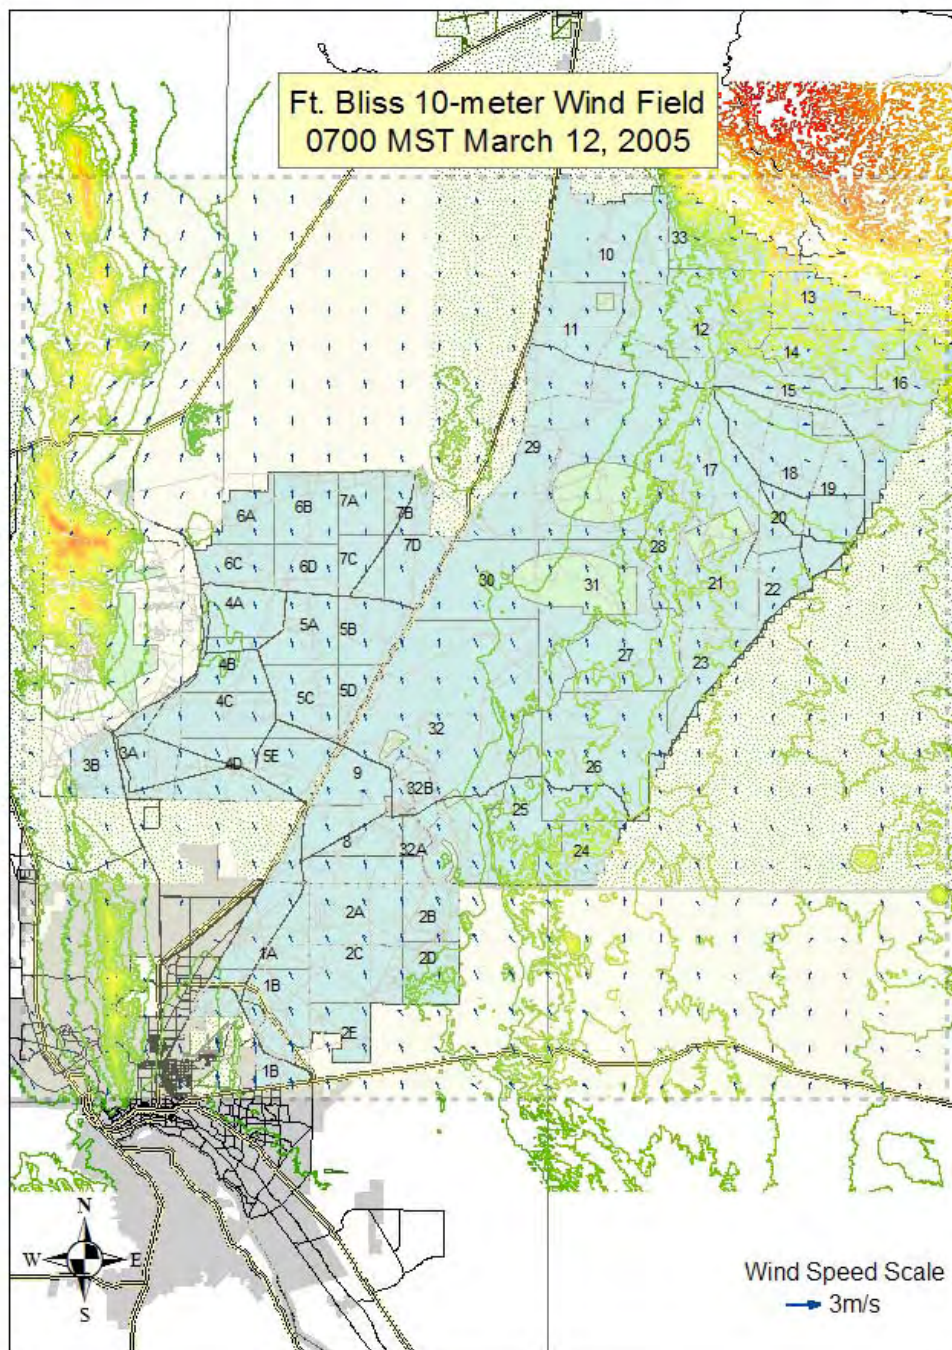 Ft. Bliss 10-meter Wind Field
0700 MST March 12, 2005
33
10
13
11
12
14
15
16
29
17
18
19
6A
6B
7A
7B
20
6C
6D
7C
7D
28
30
31
21
22
4A
5A
5B
4B
27
23
4C
5C
5D
32
3B
3A
4D
5E
9
26
32B
25
8
32A
24
2A
2B
1A
2C
2D
1B
2E
1B
N
W
E
S
Wind Speed Scale
3m/s